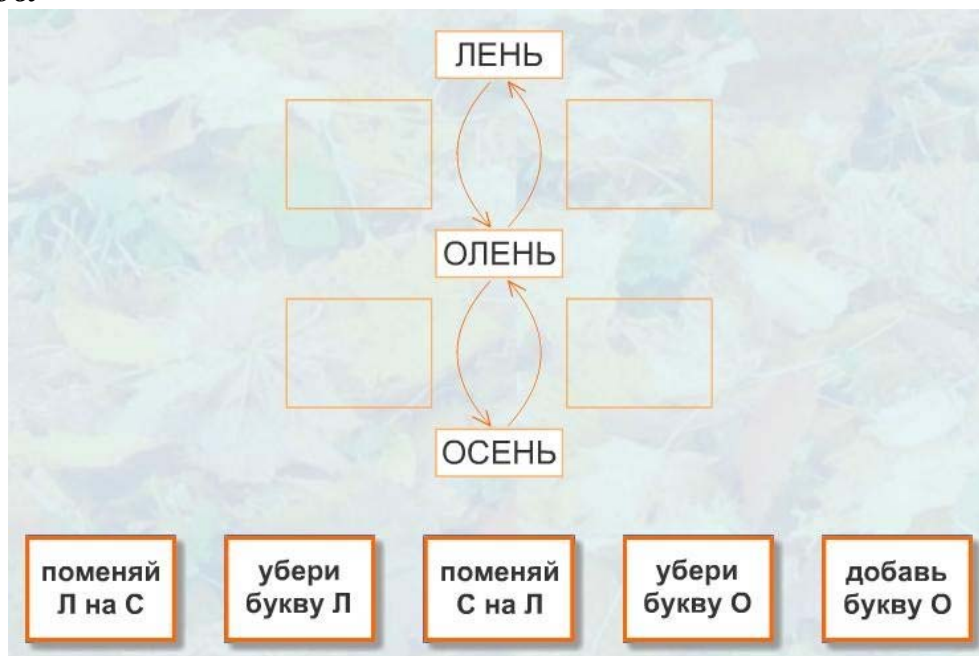 ЛЕНЬ
ОЛЕНЬ
ОСЕНЬ
поменяй
Л на С
убери
букву Л
поменяй
С на Л
убери
букву О
добавь
букву О